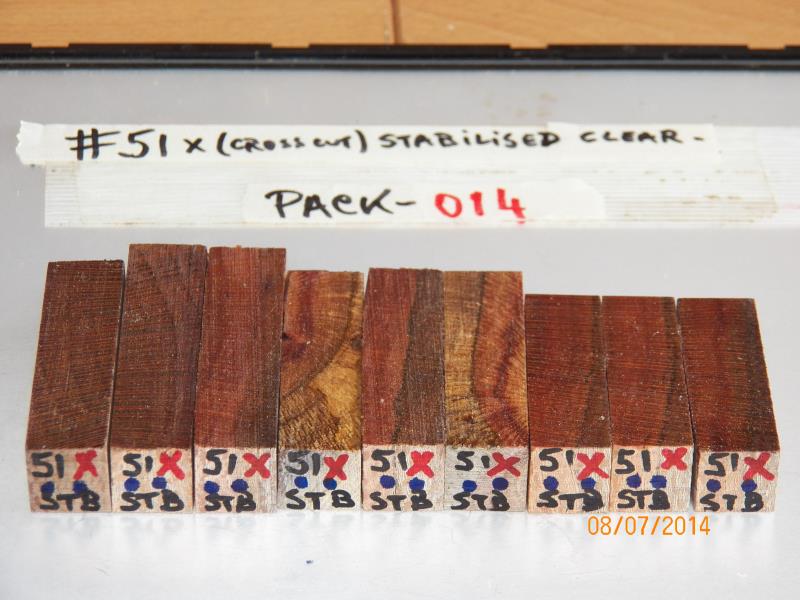 #51 X (CROSS CUT) STABILISED CLEAR -
PACK - 014
51 X 51 X 51 X 51 X 51 X 51 X 51 X 51 X 51 X
STB STB STB STB STB STB STB STB STB
08/07/2014